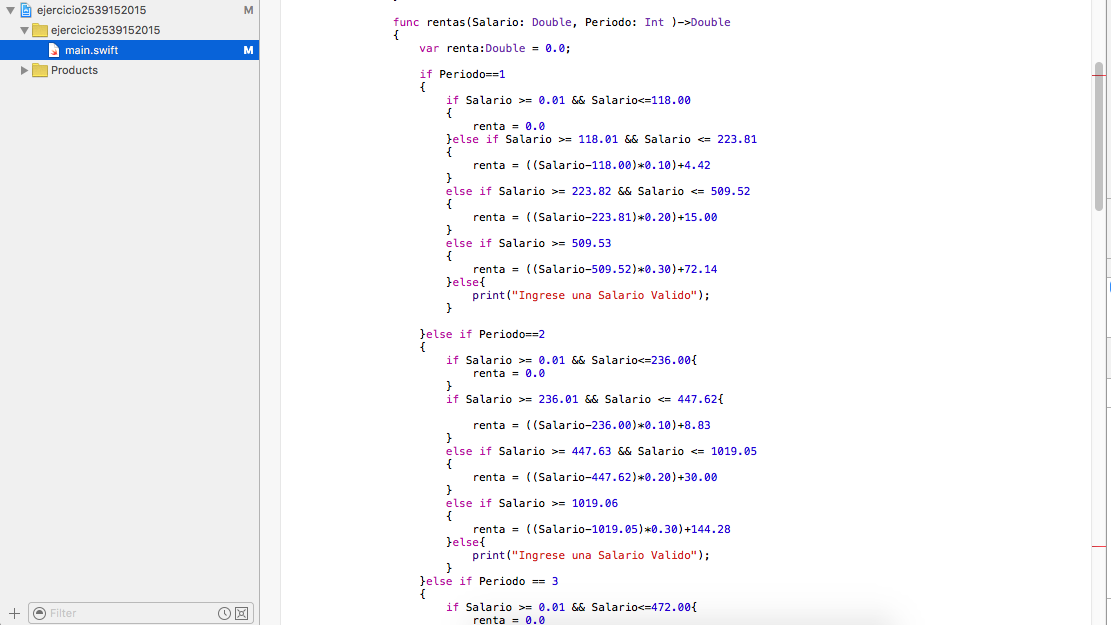 ejercicio2539152015 M
ejercicio2539152015
main.swift M
Products
Filter
func rentas(Salario: Double, Periodo: Int )->Double
{
var renta:Double = 0.0;
if Periodo==1
{
if Salario >= 0.01 && Salario<=118.00
{
renta = 0.0
}else if Salario >= 118.01 && Salario <= 223.81
{
renta = ((Salario-118.00)*0.10)+4.42
}
else if Salario >= 223.82 && Salario <= 509.52
{
renta = ((Salario-223.81)*0.20)+15.00
}
else if Salario >= 509.53
{
renta = ((Salario-509.52)*0.30)+72.14
}else{
print("Ingrese una Salario Valido");
}
}else if Periodo==2
{
if Salario >= 0.01 && Salario<=236.00{
renta = 0.0
}
if Salario >= 236.01 && Salario <= 447.62{
renta = ((Salario-236.00)*0.10)+8.83
}
else if Salario >= 447.63 && Salario <= 1019.05
{
renta = ((Salario-447.62)*0.20)+30.00
}
else if Salario >= 1019.06
{
renta = ((Salario-1019.05)*0.30)+144.28
}else{
print("Ingrese una Salario Valido");
}
}else if Periodo == 3
{
if Salario >= 0.01 && Salario<=472.00{
renta = 0.0